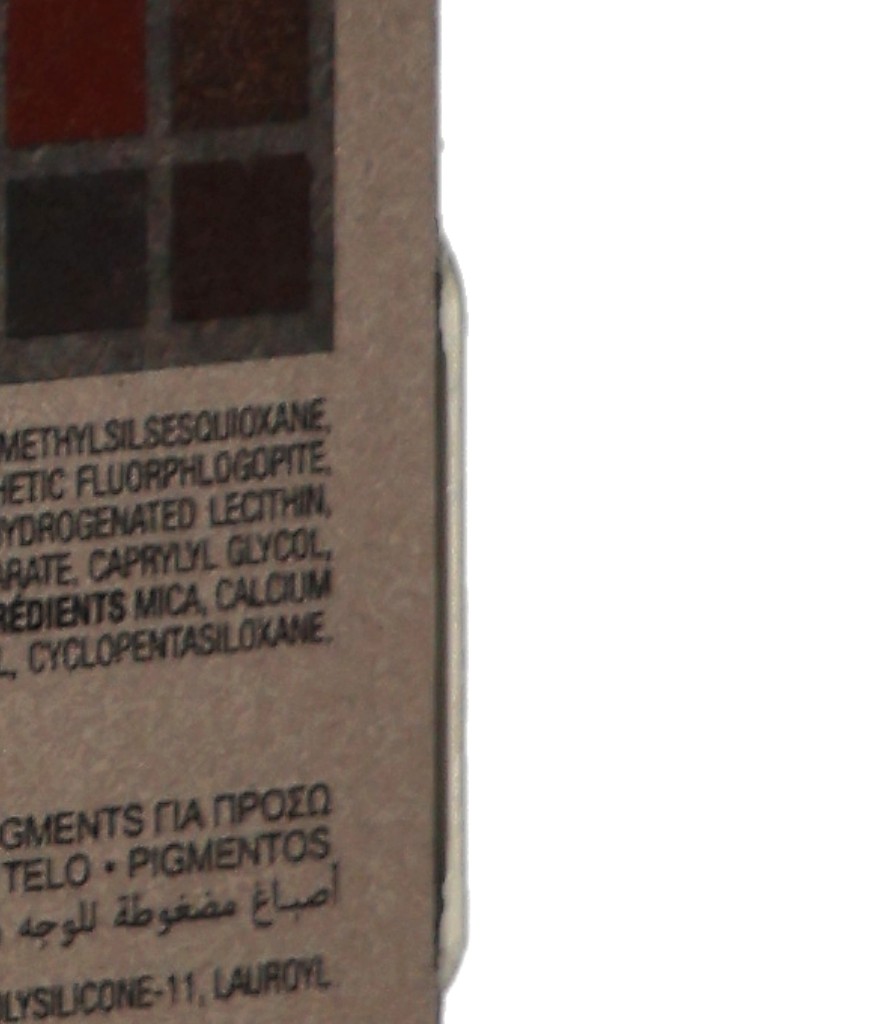 METHYLSILSESQUIOXANE,
HETIC FLUORPHLOGOPITE,
YDROGENATED LECITHIN,
ARATE, CAPRYLYL GLYCOL,
RÉDIENTS MICA, CALCIUM
L, CYCLOPENTASILOXANE,
GMENTS ΓΙΑ ΠΡΟΣΩ
TELO • PIGMENTOS
أصباغ مضغوطة للوجه
OLYSILICONE-11, LAUROYL